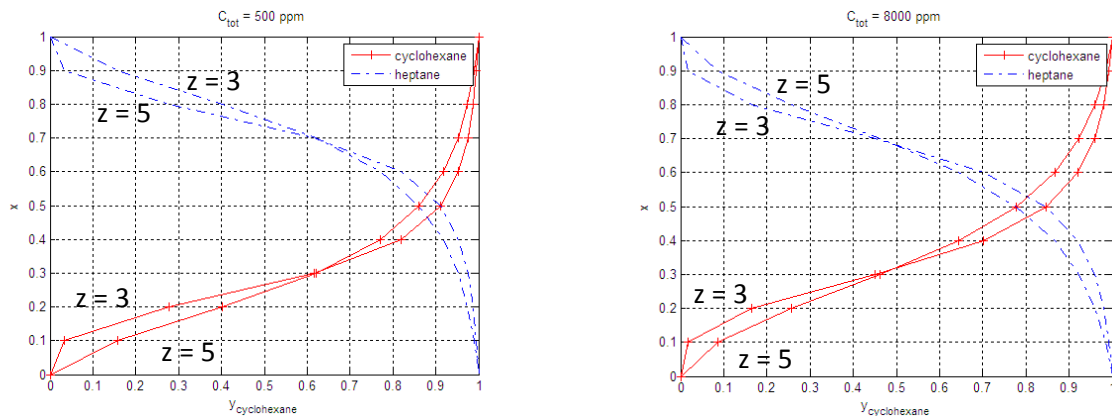 C_tot = 500 ppm
1
0.9
0.8
0.7
0.6
0.5
0.4
0.3
0.2
0.1
0
x
cyclohexane
heptane
z = 3
z = 5
z = 3
z = 5
0 0.1 0.2 0.3 0.4 0.5 0.6 0.7 0.8 0.9 1
y_cyclohexane
C_tot = 8000 ppm
1
0.9
0.8
0.7
0.6
0.5
0.4
0.3
0.2
0.1
0
x
cyclohexane
heptane
z = 5
z = 3
z = 3
z = 5
0 0.1 0.2 0.3 0.4 0.5 0.6 0.7 0.8 0.9 1
y_cyclohexane